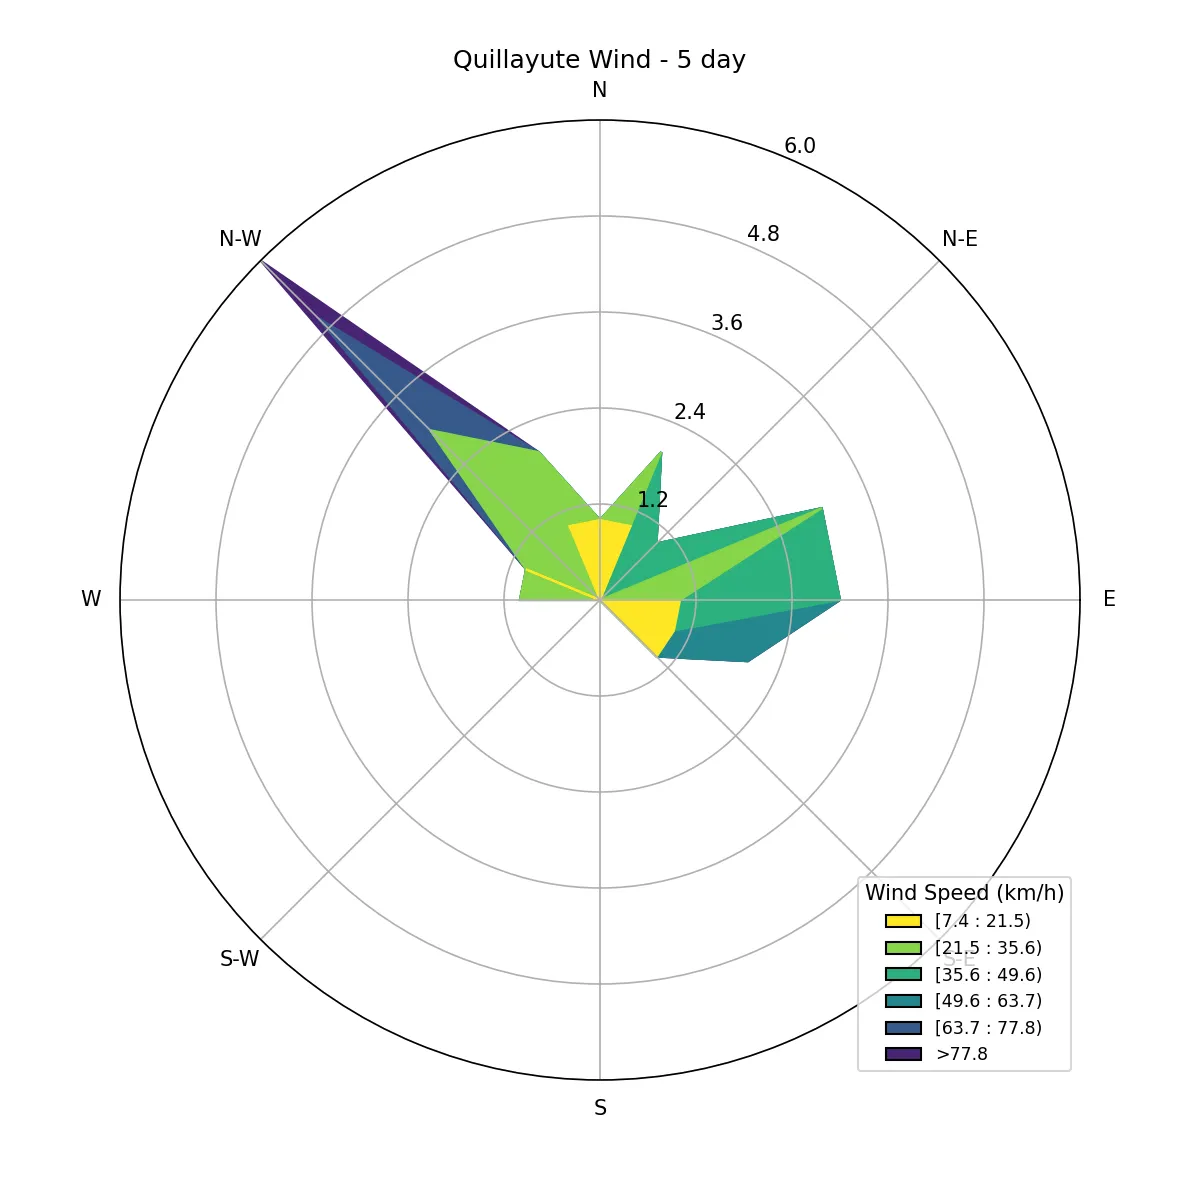 Quillayute Wind - 5 day
N
6.0
4.8
N-W
N-E
3.6
2.4
1.2
W
E
Wind Speed (km/h)
[7.4 : 21.5)
[21.5 : 35.6)
S-W
S-E
[35.6 : 49.6)
[49.6 : 63.7)
[63.7 : 77.8)
>77.8
S